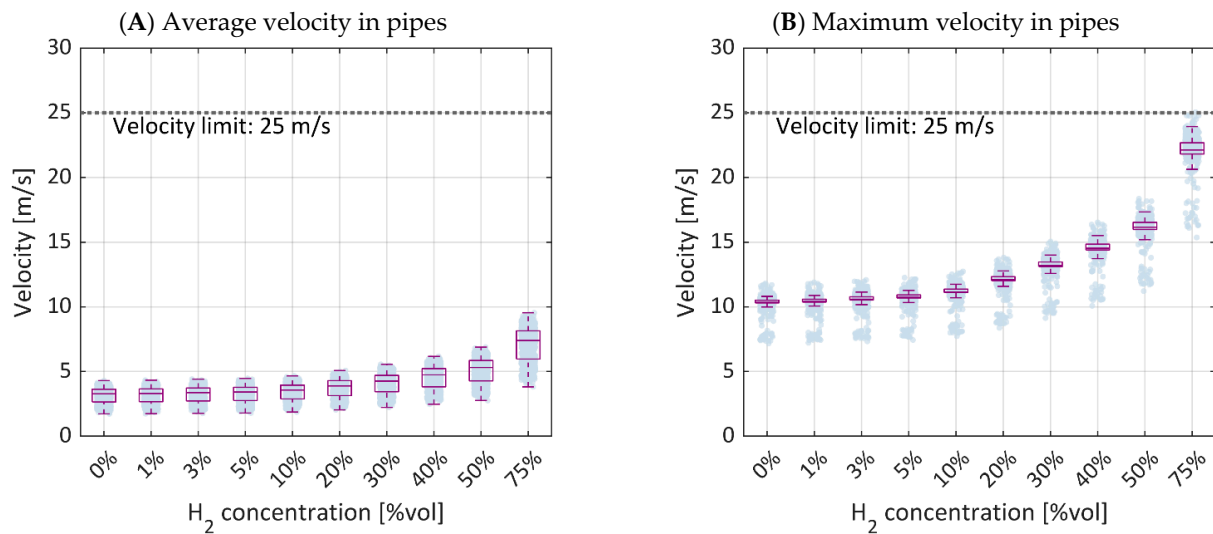 (A) Average velocity in pipes
30
25
Velocity limit: 25 m/s
20
15
10
5
0
Velocity [m/s]
0% 1% 3% 5% 10% 20% 30% 40% 50% 75%
H2 concentration [%vol]
(B) Maximum velocity in pipes
30
25
Velocity limit: 25 m/s
20
15
10
5
0
Velocity [m/s]
0% 1% 3% 5% 10% 20% 30% 40% 50% 75%
H2 concentration [%vol]